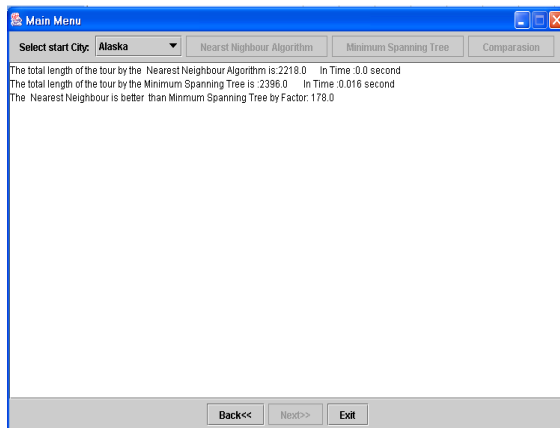 Main Menu
Select start City: Alaska Nearst Nighbour Algorithm Minimum Spanning Tree Comparasion
The total length of the tour by the Nearest Neighbour Algorithm is:2218.0 In Time :0.0 second
The total length of the tour by the Minimum Spanning Tree is :2396.0 In Time :0.016 second
The Nearest Neighbour is better than Minmum Spanning Tree by Factor: 178.0
Back<< Next>> Exit